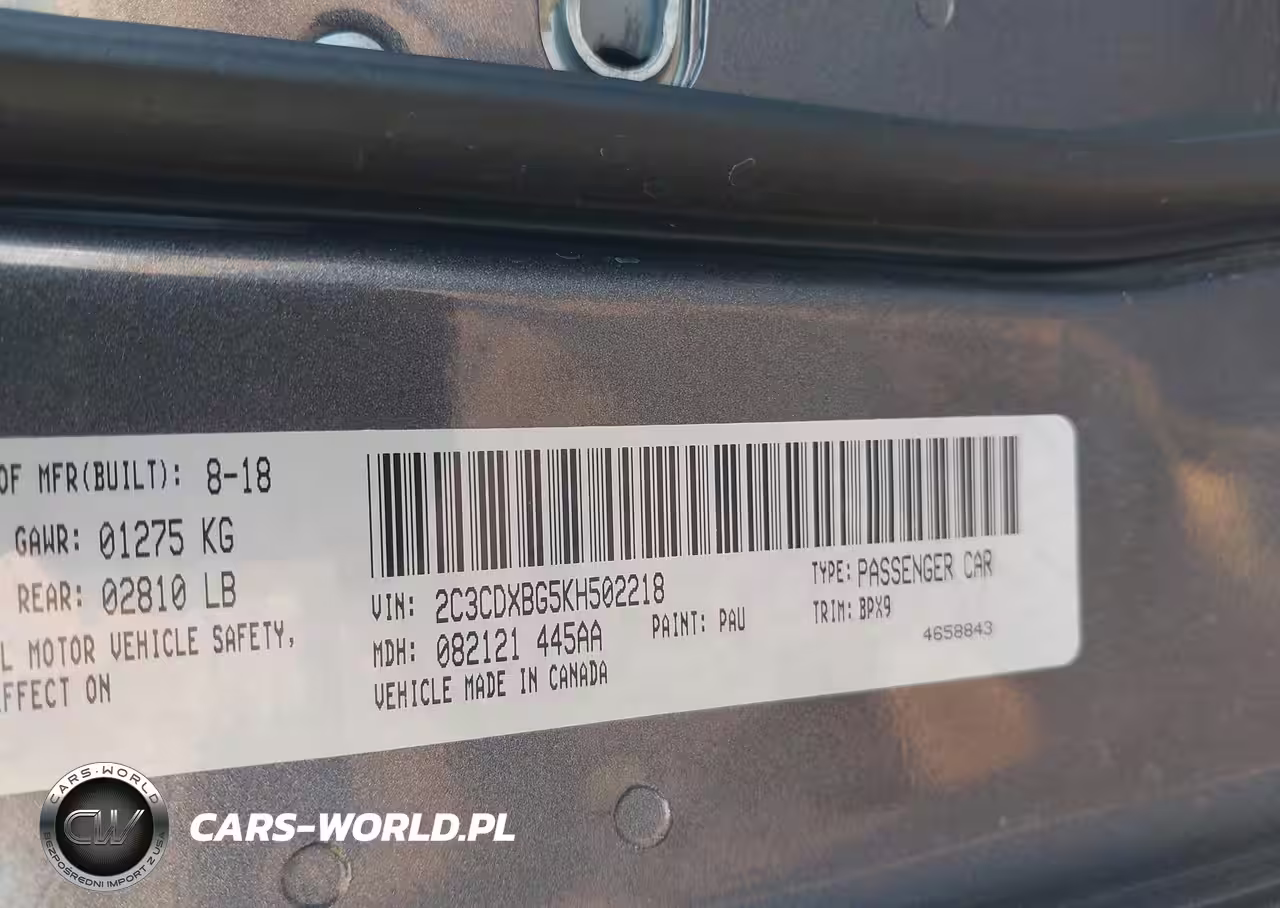 OF MFR(BUILT): 8-18
GAWR: 01275 KG
REAR: 02810 LB
L MOTOR VEHICLE SAFETY,
EFFECT ON
VIN: 2C3CDXBG5KH502218
MDH: 082121 445AA
PAINT: PAU
VEHICLE MADE IN CANADA
TYPE: PASSENGER CAR
TRIM: BPX9
4658843
CARS-WORLD
CW
BEZPOŚREDNI IMPORT Z USA
CARS-WORLD.PL